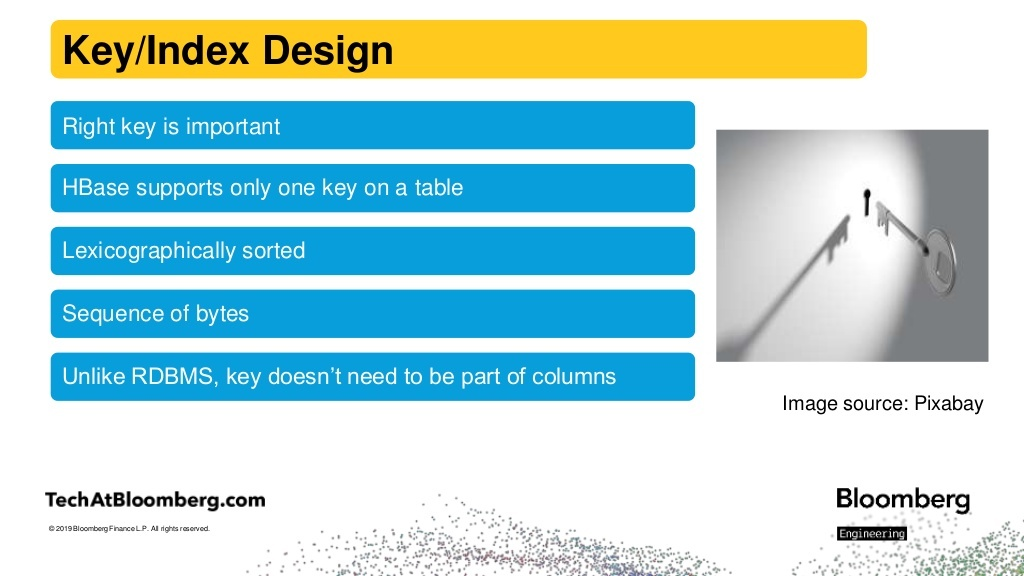 Key/Index Design
Right key is important
HBase supports only one key on a table
Lexicographically sorted
Sequence of bytes
Unlike RDBMS, key doesn't need to be part of columns
Image source: Pixabay
TechAtBloomberg.com
© 2019 Bloomberg Finance L.P. All rights reserved.
Bloomberg
Engineering